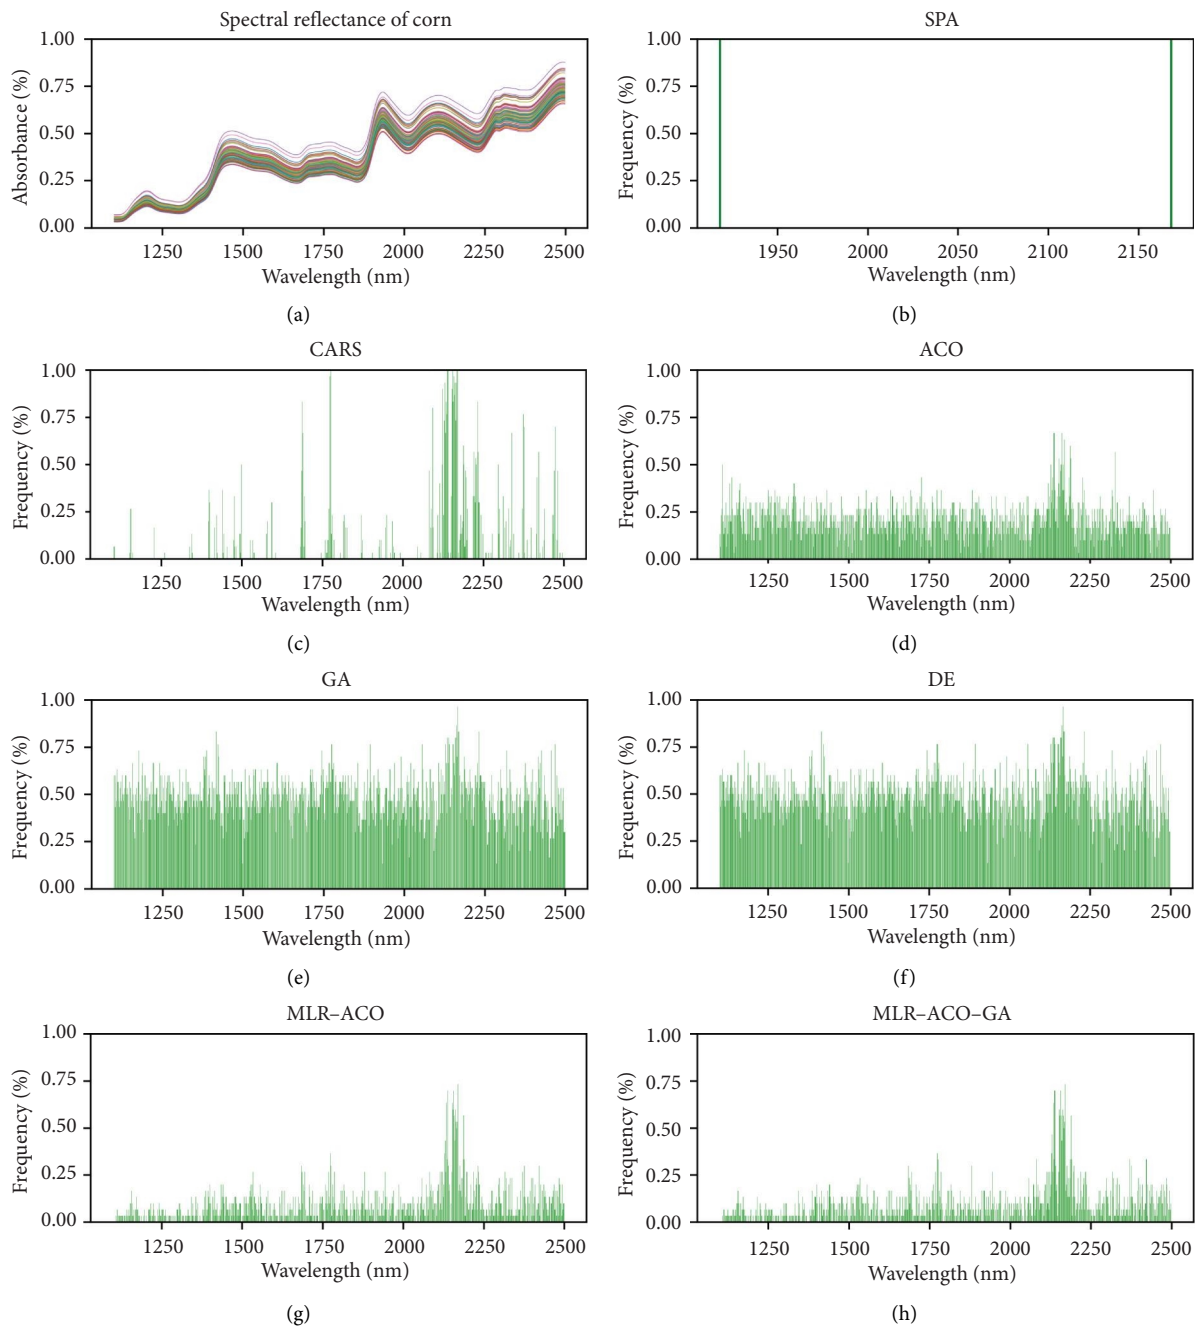 Spectral reflectance of corn
1.00
0.75
0.50
0.25
0.00
Absorbance (%)
1250 1500 1750 2000 2250 2500
Wavelength (nm)
(a)
SPA
1.00
0.75
0.50
0.25
0.00
Frequency (%)
1950 2000 2050 2100 2150
Wavelength (nm)
(b)
CARS
1.00
0.75
0.50
0.25
0.00
Frequency (%)
1250 1500 1750 2000 2250 2500
Wavelength (nm)
(c)
ACO
1.00
0.75
0.50
0.25
0.00
Frequency (%)
1250 1500 1750 2000 2250 2500
Wavelength (nm)
(d)
GA
1.00
0.75
0.50
0.25
0.00
Frequency (%)
1250 1500 1750 2000 2250 2500
Wavelength (nm)
(e)
DE
1.00
0.75
0.50
0.25
0.00
Frequency (%)
1250 1500 1750 2000 2250 2500
Wavelength (nm)
(f)
MLR–ACO
1.00
0.75
0.50
0.25
0.00
Frequency (%)
1250 1500 1750 2000 2250 2500
Wavelength (nm)
(g)
MLR–ACO–GA
1.00
0.75
0.50
0.25
0.00
Frequency (%)
1250 1500 1750 2000 2250 2500
Wavelength (nm)
(h)